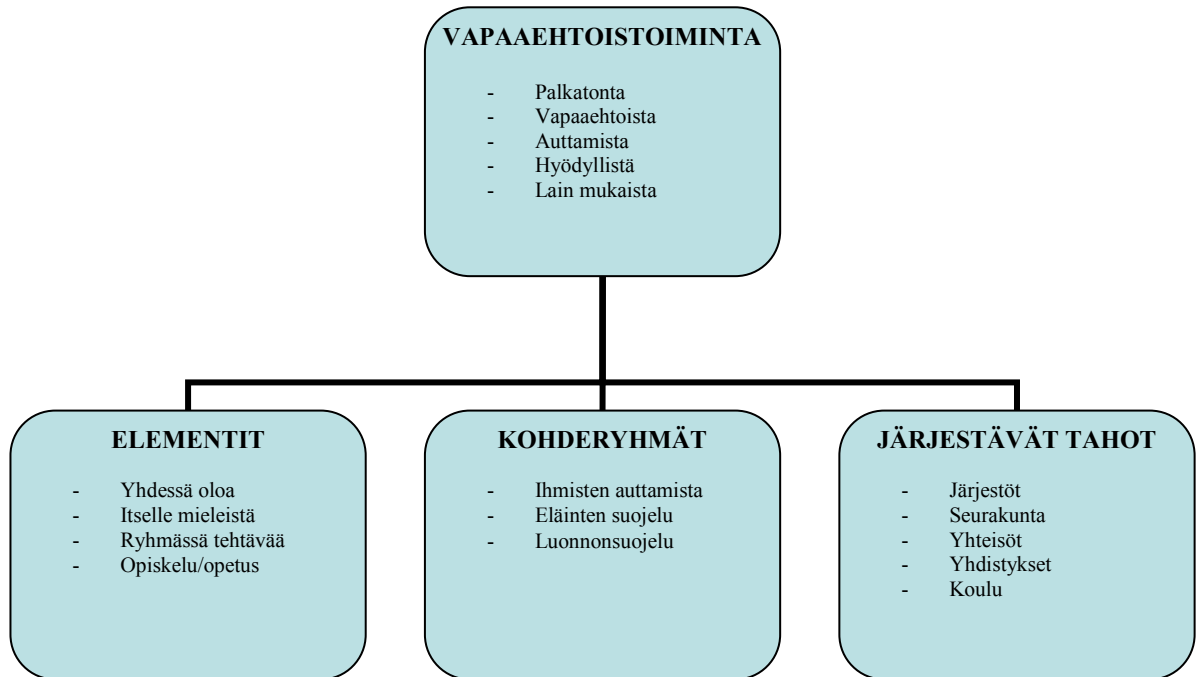 VAPAAEHTOISTOIMINTA
- Palkatonta
- Vapaaehtoista
- Auttamista
- Hyödyllistä
- Lain mukaista
ELEMENTIT
- Yhdessä oloa
- Itselle mieleistä
- Ryhmässä tehtävää
- Opiskelu/opetus
KOHDERYHMÄT
- Ihmisten auttamista
- Eläinten suojelu
- Luonnonsuojelu
JÄRJESTÄVÄT TAHOT
- Järjestöt
- Seurakunta
- Yhteisöt
- Yhdistykset
- Koulu